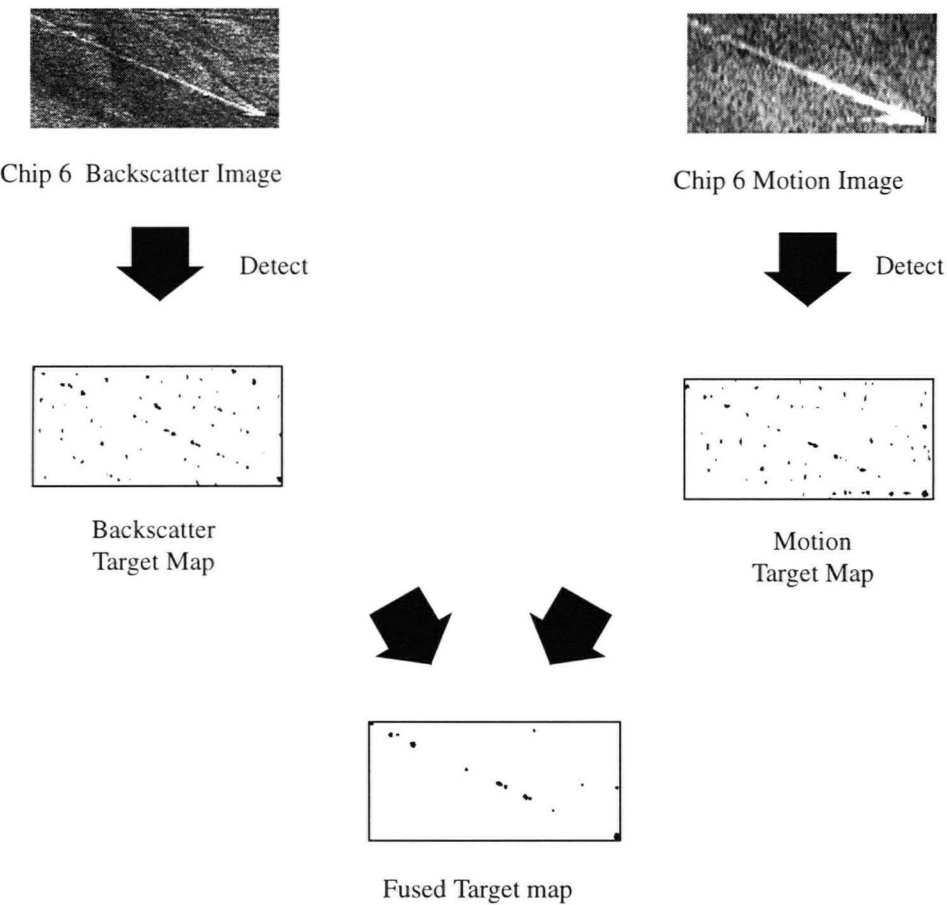 Chip 6 Backscatter Image
Chip 6 Motion Image
Detect
Detect
Backscatter
Target Map
Motion
Target Map
Fused Target map